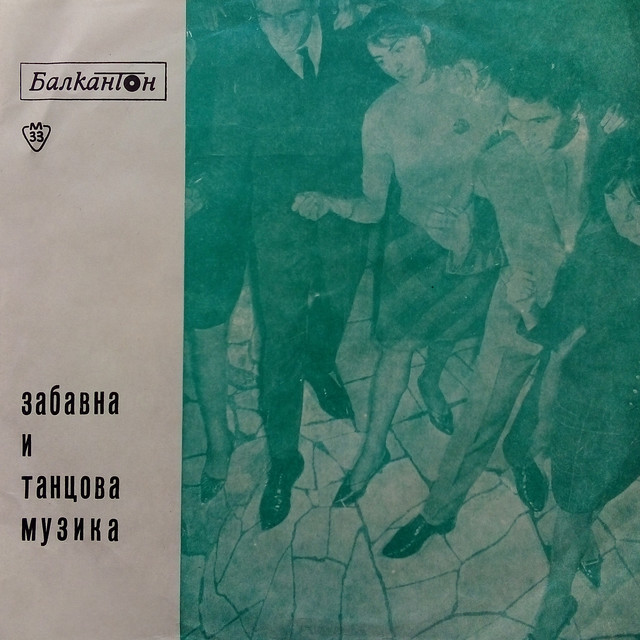 Балкантон
М
33
забавна
и
танцова
музика